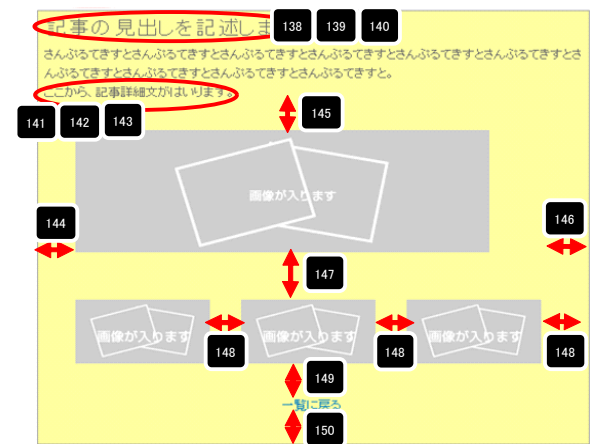 記事の見出しを記述しま 138 139 140
さんぷるてきすとさんぷるてきすとさんぷるてきすとさんぷるてきすとさんぷるてきすとさ
んぷるてきすとさんぷるてきすとさんぷるてきすとさんぷるてきすと。
ここから、記事詳細文がはいります。
141 142 143
145
画像が入ります
144
146
147
画像が入ります 画像が入ります 画像が入ります
148 148 148
149
一覧に戻る
150